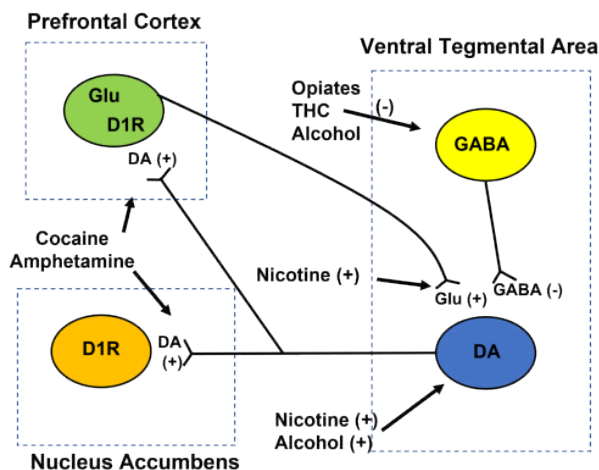 Prefrontal Cortex
Ventral Tegmental Area
Glu
D1R
DA (+)
Opiates
THC
Alcohol
(-)
GABA
Cocaine
Amphetamine
Nicotine (+)
Glu (+)
GABA (-)
D1R
DA
(+)
DA
Nicotine (+)
Alcohol (+)
Nucleus Accumbens